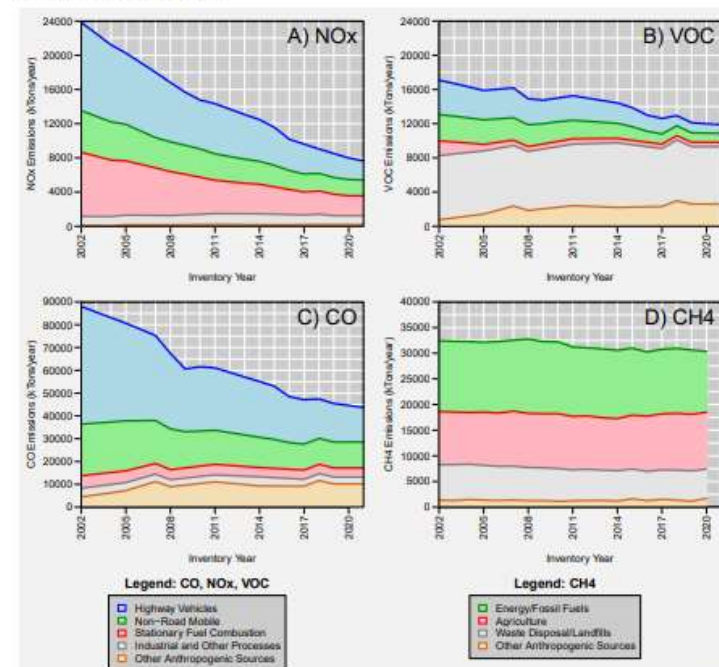 A) NOx
NOx Emissions (kTons/year)
24000
20000
16000
12000
8000
4000
0
2002
2005
2008
2011
2014
2017
2020
Inventory Year
B) VOC
VOC Emissions (kTons/year)
24000
20000
16000
12000
8000
4000
0
2002
2005
2008
2011
2014
2017
2020
Inventory Year
C) CO
CO Emissions (kTons/year)
90000
80000
70000
60000
50000
40000
30000
20000
10000
0
2002
2005
2008
2011
2014
2017
2020
Inventory Year
D) CH4
CH4 Emissions (kTons/year)
40000
35000
30000
25000
20000
15000
10000
5000
0
2002
2005
2008
2011
2014
2017
2020
Inventory Year
Legend: CO, NOx, VOC
Highway Vehicles
Non-Road Mobile
Stationary Fuel Combustion
Industrial and Other Processes
Other Anthropogenic Sources
Legend: CH4
Energy/Fossil Fuels
Agriculture
Waste Disposal/Landfills
Other Anthropogenic Sources